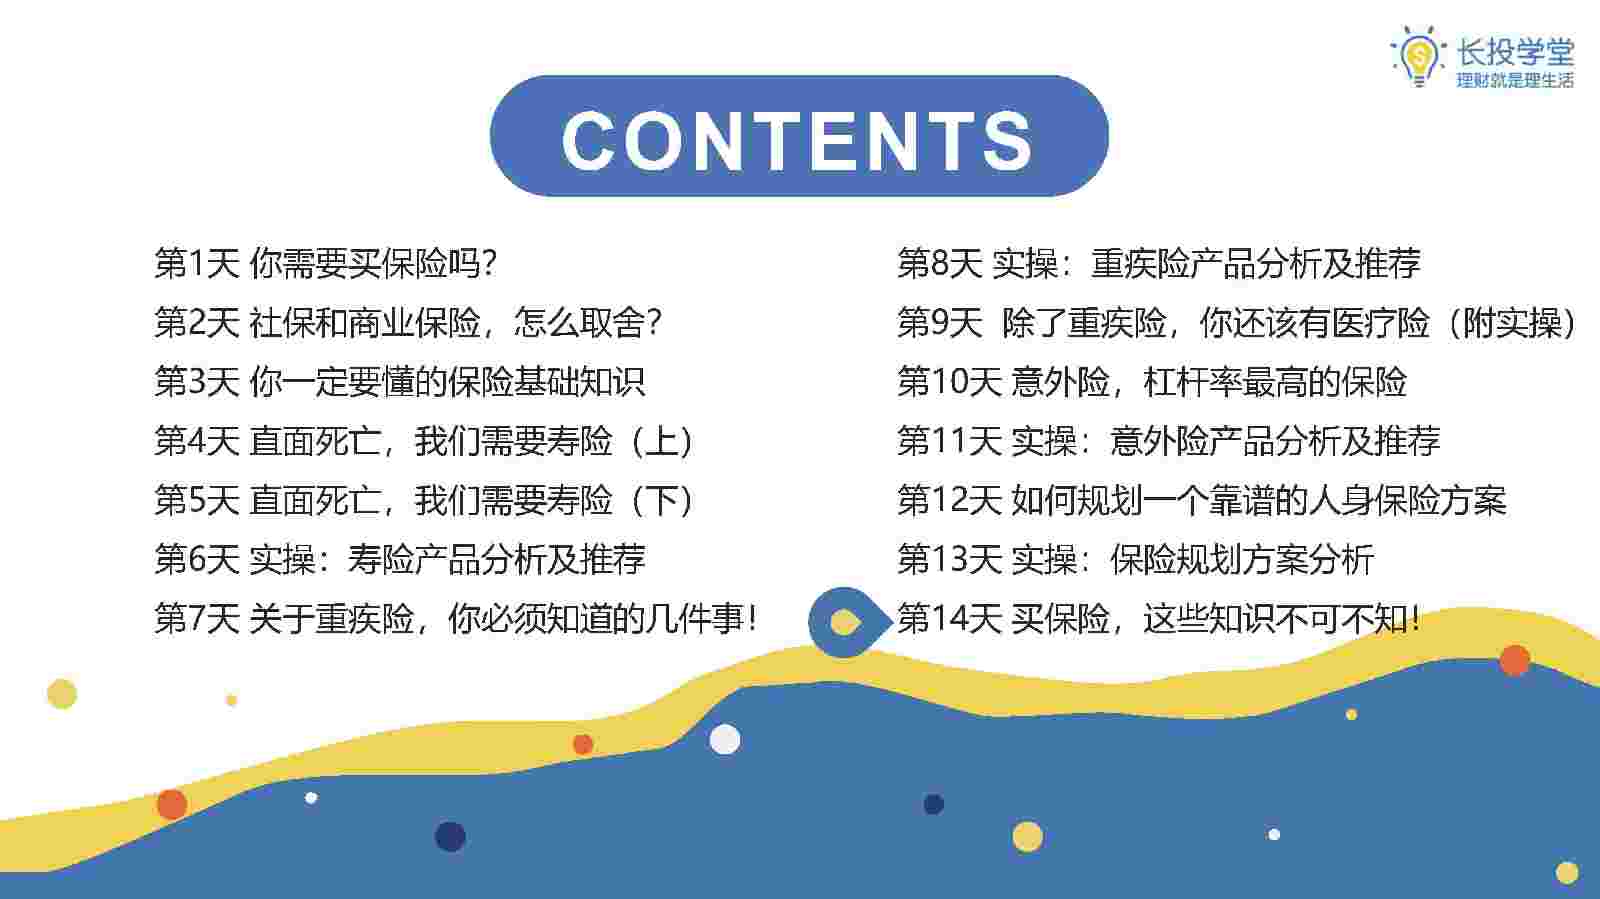 长投学堂
理财就是理生活
CONTENTS
第1天 你需要买保险吗？
第2天 社保和商业保险，怎么取舍？
第3天 你一定要懂的保险基础知识
第4天 直面死亡，我们需要寿险（上）
第5天 直面死亡，我们需要寿险（下）
第6天 实操：寿险产品分析及推荐
第7天 关于重疾险，你必须知道的几件事！
第8天 实操：重疾险产品分析及推荐
第9天 除了重疾险，你还该有医疗险（附实操）
第10天 意外险，杠杆率最高的保险
第11天 实操：意外险产品分析及推荐
第12天 如何规划一个靠谱的人身保险方案
第13天 实操：保险规划方案分析
第14天 买保险，这些知识不可不知！